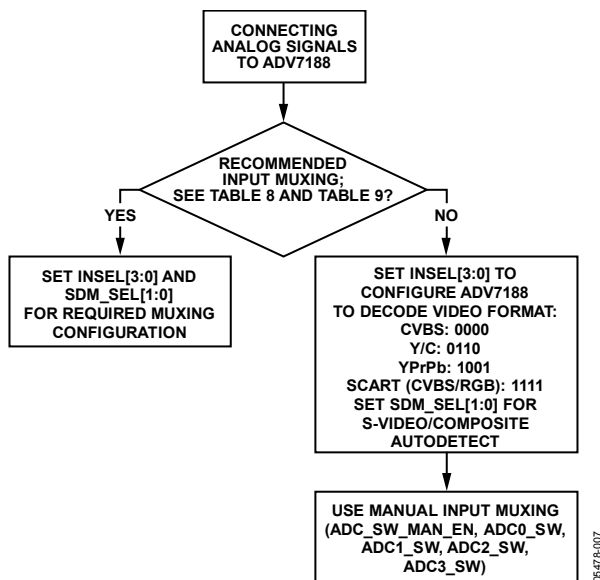 CONNECTING
ANALOG SIGNALS
TO ADV7188
RECOMMENDED
INPUT MUXING;
SEE TABLE 8 AND TABLE 9?
YES
NO
SET INSEL[3:0] AND
SDM_SEL[1:0]
FOR REQUIRED MUXING
CONFIGURATION
SET INSEL[3:0] TO
CONFIGURE ADV7188
TO DECODE VIDEO FORMAT:
CVBS: 0000
Y/C: 0110
YPrPb: 1001
SCART (CVBS/RGB): 1111
SET SDM_SEL[1:0] FOR
S-VIDEO/COMPOSITE
AUTODETECT
USE MANUAL INPUT MUXING
(ADC_SW_MAN_EN, ADC0_SW,
ADC1_SW, ADC2_SW,
ADC3_SW)
05478-007